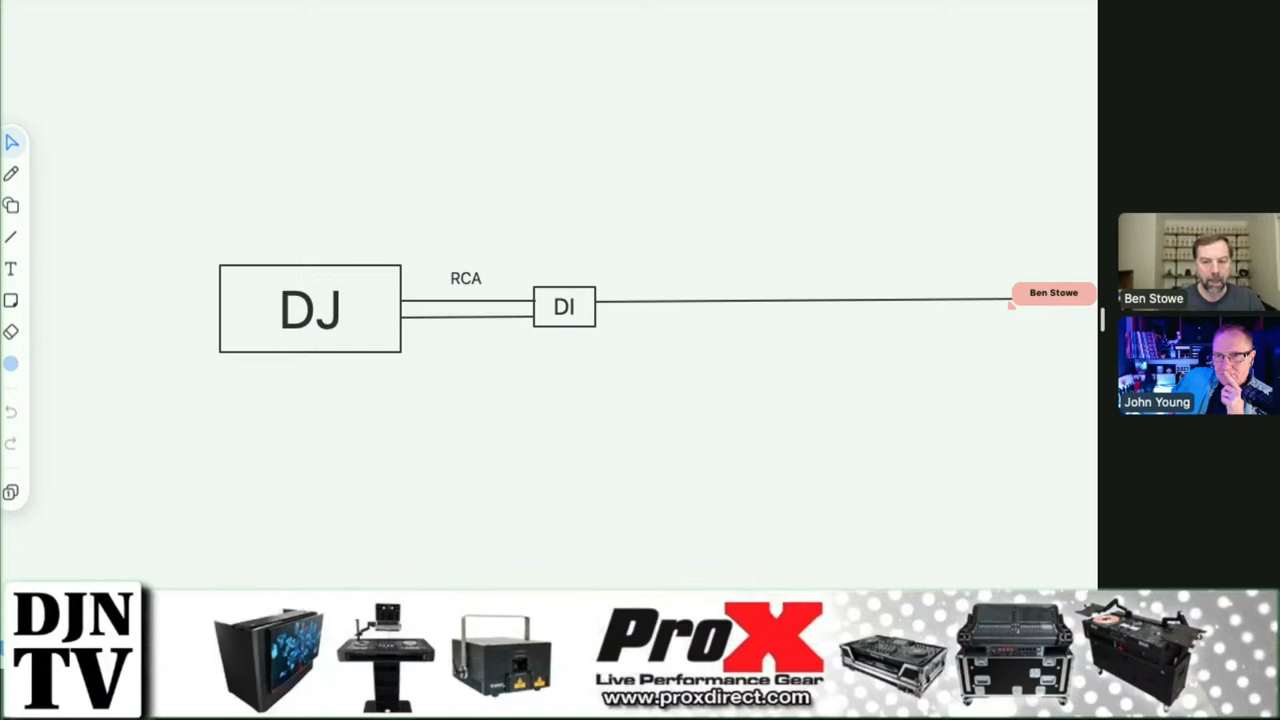 RCA
DJ
DI
Ben Stowe
Ben Stowe
John Young
DJN
TV
ProX
Live Performance Gear
www.proxdirect.com